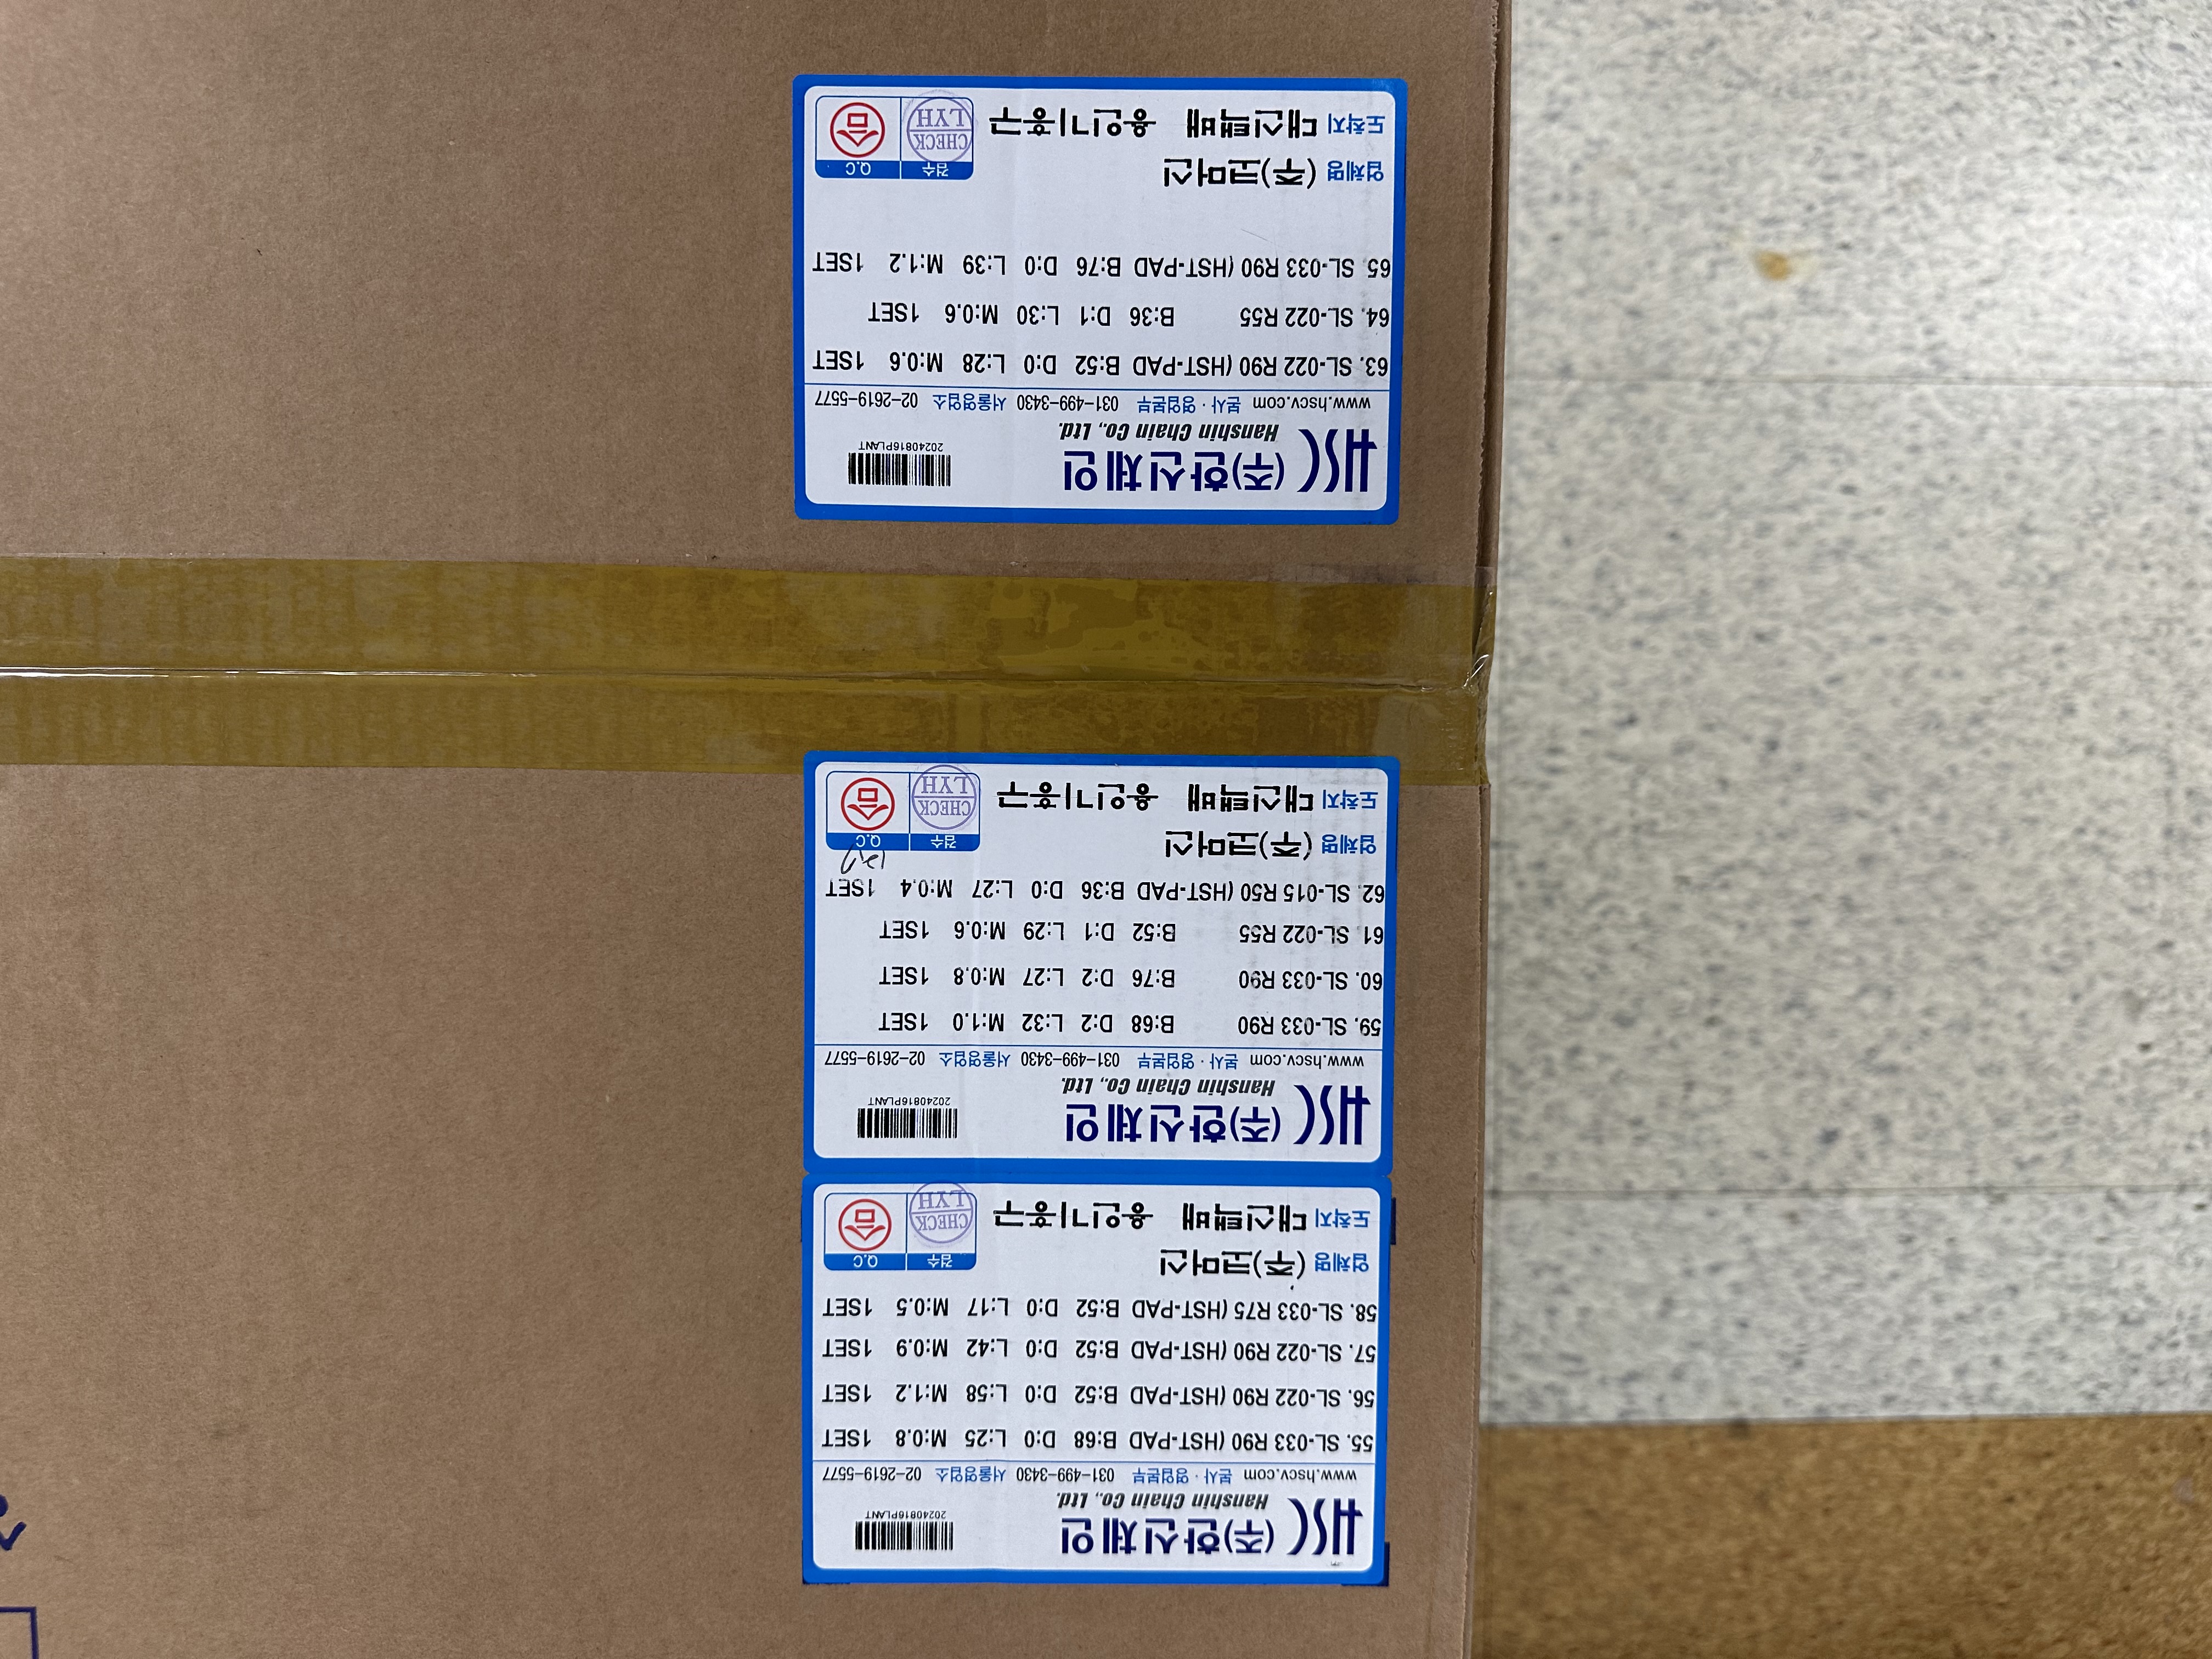 HSC (주)한신체인
Hanshin Chain Co., Ltd.
20240816PLANT
www.hscv.com 본사·영업본부 031-499-3430 서울영업소 02-2619-5577
55. SL-033 R90 (HST-PAD B:68 D:0 L:25 M:0.8 1SET
56. SL-022 R90 (HST-PAD B:52 D:0 L:58 M:1.2 1SET
57. SL-022 R90 (HST-PAD B:52 D:0 L:42 M:0.9 1SET
58. SL-033 R75 (HST-PAD B:52 D:0 L:17 M:0.5 1SET
업체명 (주)코머신
도착지 대신택배 용인기흥구
검수 Q.C
CHECK
LYH
HSC (주)한신체인
Hanshin Chain Co., Ltd.
20240816PLANT
www.hscv.com 본사·영업본부 031-499-3430 서울영업소 02-2619-5577
59. SL-033 R90 B:68 D:2 L:32 M:1.0 1SET
60. SL-033 R90 B:76 D:2 L:27 M:0.8 1SET
61. SL-022 R55 B:52 D:1 L:29 M:0.6 1SET
62. SL-015 R50 (HST-PAD B:36 D:0 L:27 M:0.4 1SET
업체명 (주)코머신
도착지 대신택배 용인기흥구
검수 Q.C
CHECK
LYH
HSC (주)한신체인
Hanshin Chain Co., Ltd.
20240816PLANT
www.hscv.com 본사·영업본부 031-499-3430 서울영업소 02-2619-5577
63. SL-022 R90 (HST-PAD B:52 D:0 L:28 M:0.6 1SET
64. SL-022 R55 B:36 D:1 L:30 M:0.6 1SET
65. SL-033 R90 (HST-PAD B:76 D:0 L:39 M:1.2 1SET
업체명 (주)코머신
도착지 대신택배 용인기흥구
검수 Q.C
CHECK
LYH